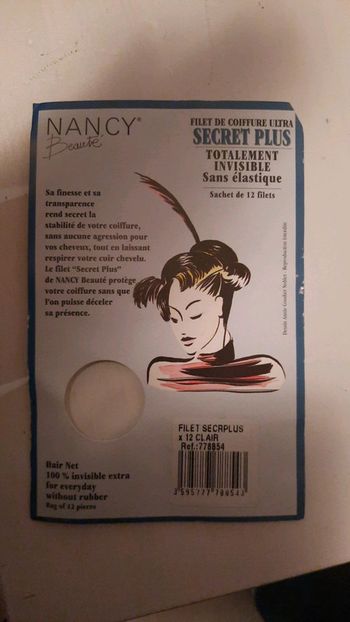 NANCY®
Beauté
FILET DE COIFFURE ULTRA
SECRET PLUS
TOTALEMENT
INVISIBLE
Sans élastique
Sachet de 12 filets
Sa finesse et sa
transparence
rend secret la
stabilité de votre coiffure,
sans aucune agression pour
vos cheveux, tout en laissant
respirer votre cuir chevelu.
Le filet "Secret Plus"
de NANCY Beauté protège
votre coiffure sans que
l'on puisse déceler
sa présence.
Reproduction interdite
FILET SECRPLUS
x 12 CLAIR
Ref.:778854
Hair Net
100 % invisible extra
for everyday
without rubber
Bag of 12 pieces